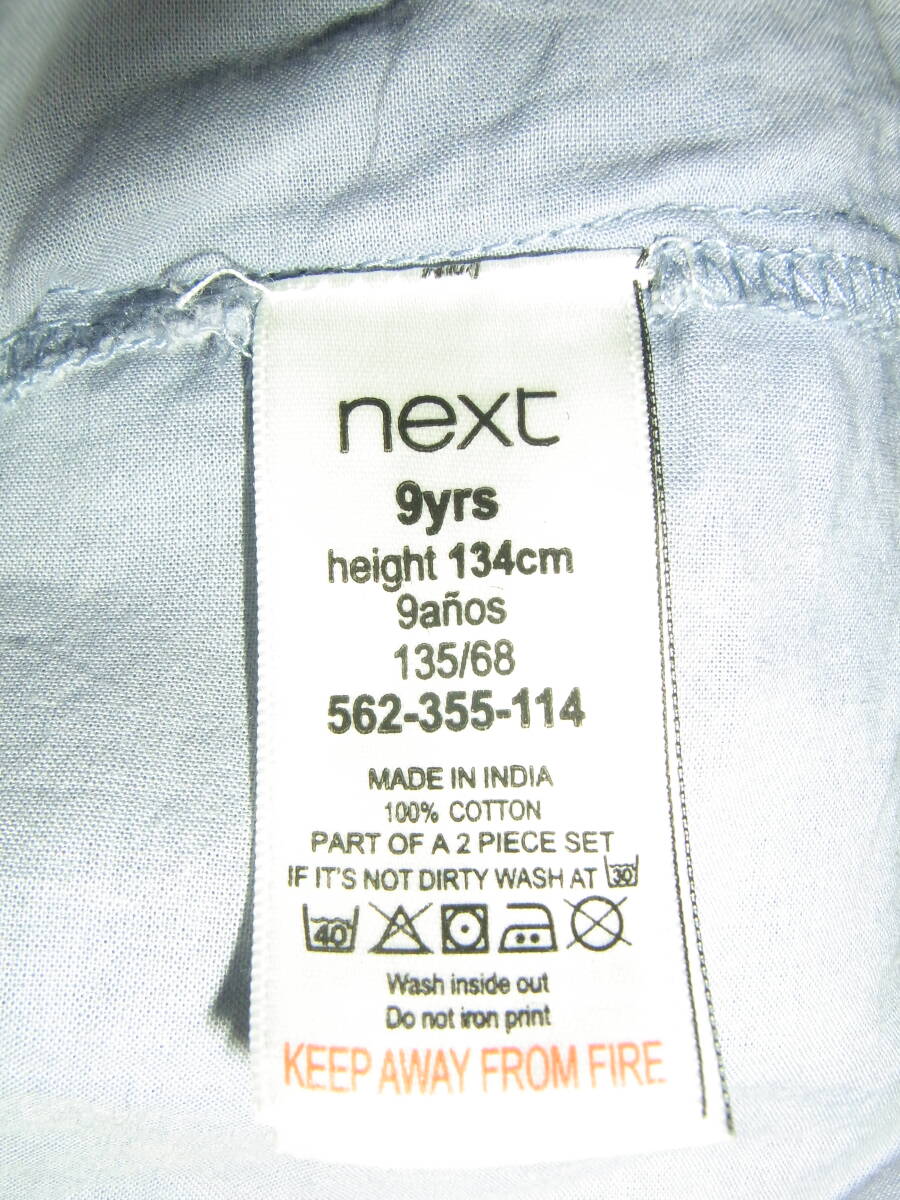 next
9yrs
height 134cm
9años
135/68
562-355-114
MADE IN INDIA
100% COTTON
PART OF A 2 PIECE SET
IF IT'S NOT DIRTY WASH AT 30
40
Wash inside out
Do not iron print
KEEP AWAY FROM FIRE